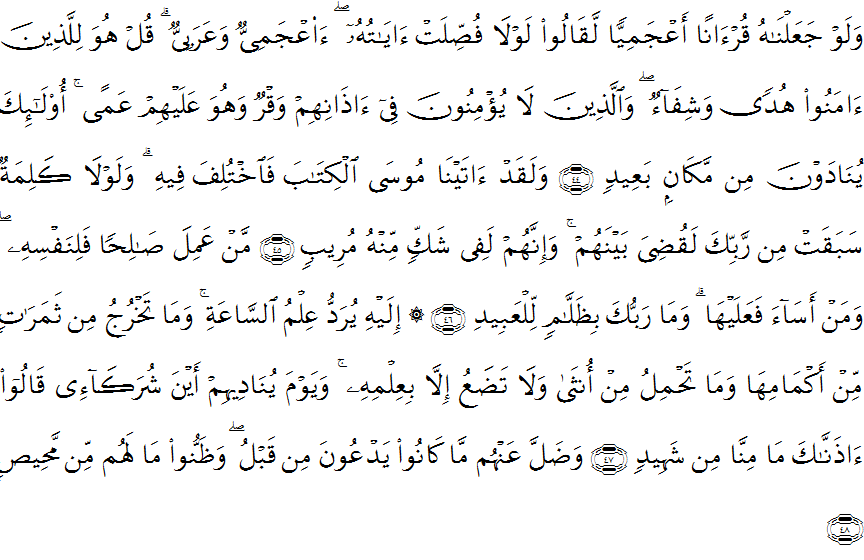 وَلَوْ جَعَلْنَٰهُ قُرْءَانًا أَعْجَمِيًّا لَّقَالُوا۟ لَوْلَا فُصِّلَتْ ءَايَٰتُهُۥٓ ۖ ءَا۬عْجَمِىٌّ وَعَرَبِىٌّ ۗ قُلْ هُوَ لِلَّذِينَ
ءَامَنُوا۟ هُدًى وَشِفَآءٌ ۖ وَٱلَّذِينَ لَا يُؤْمِنُونَ فِىٓ ءَاذَانِهِمْ وَقْرٌ وَهُوَ عَلَيْهِمْ عَمًى ۚ أُو۟لَٰٓئِكَ
يُنَادَوْنَ مِن مَّكَانٍۭ بَعِيدٍ ﴿٤٤﴾ وَلَقَدْ ءَاتَيْنَا مُوسَى ٱلْكِتَٰبَ فَٱخْتُلِفَ فِيهِ ۗ وَلَوْلَا كَلِمَةٌ
سَبَقَتْ مِن رَّبِّكَ لَقُضِىَ بَيْنَهُمْ ۚ وَإِنَّهُمْ لَفِى شَكٍّ مِّنْهُ مُرِيبٍ ﴿٤٥﴾ مَّنْ عَمِلَ صَٰلِحًا فَلِنَفْسِهِۦ ۖ
وَمَنْ أَسَآءَ فَعَلَيْهَا ۗ وَمَا رَبُّكَ بِظَلَّٰمٍ لِّلْعَبِيدِ ﴿٤٦﴾ ۞ إِلَيْهِ يُرَدُّ عِلْمُ ٱلسَّاعَةِ ۚ وَمَا تَخْرُجُ مِن ثَمَرَٰتٍ
مِّنْ أَكْمَامِهَا وَمَا تَحْمِلُ مِنْ أُنثَىٰ وَلَا تَضَعُ إِلَّا بِعِلْمِهِۦ ۚ وَيَوْمَ يُنَادِيهِمْ أَيْنَ شُرَكَآءِى قَالُوٓا۟
ءَاذَنَّٰكَ مَا مِنَّا مِن شَهِيدٍ ﴿٤٧﴾ وَضَلَّ عَنْهُم مَّا كَانُوا۟ يَدْعُونَ مِن قَبْلُ ۖ وَظَنُّوا۟ مَا لَهُم مِّن مَّحِيصٍ
﴿٤٨﴾